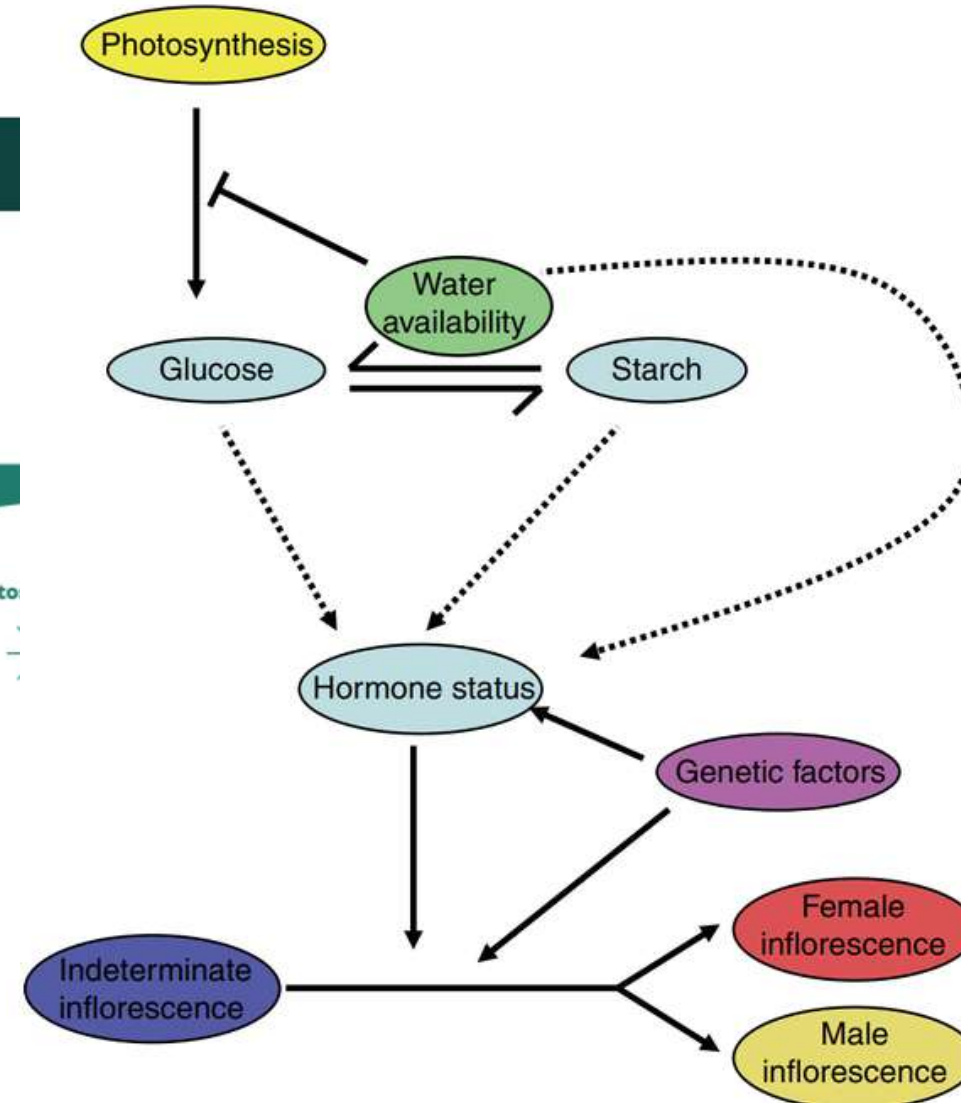 Photosynthesis
Water
availability
Glucose
Starch
Hormone status
Genetic factors
Female
inflorescence
Indeterminate
inflorescence
Male
inflorescence